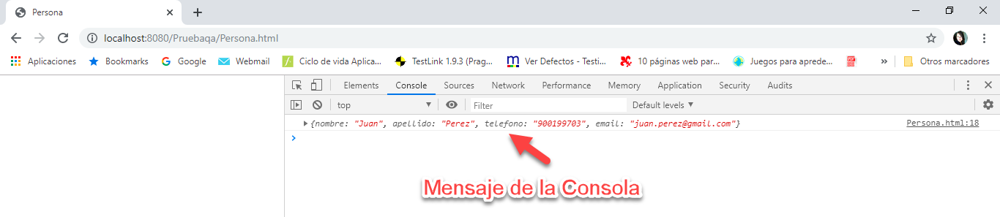 Persona
localhost:8080/Pruebaqa/Persona.html
Aplicaciones Bookmarks Google Webmail Ciclo de vida Aplica... TestLink 1.9.3 (Prag... Ver Defectos - Testi... 10 páginas web par... Juegos para aprede... » Otros marcadores
Elements Console Sources Network Performance Memory Application Security Audits
top Filter Default levels
{nombre: "Juan", apellido: "Perez", telefono: "900199703", email: "juan.perez@gmail.com"} Persona.html:18
Mensaje de la Consola